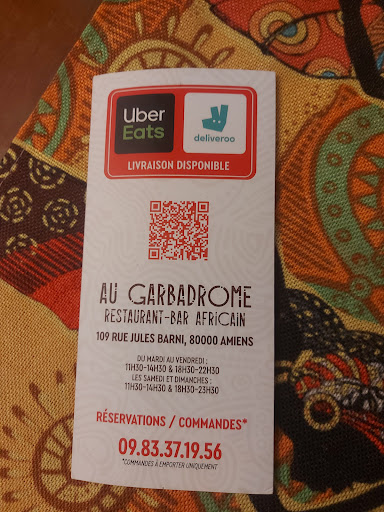 Uber
Eats
deliveroo
LIVRAISON DISPONIBLE
AU GARBADROME
RESTAURANT-BAR AFRICAIN
109 RUE JULES BARNI, 80000 AMIENS
DU MARDI AU VENDREDI :
11H30-14H30 & 18H30-22H30
LES SAMEDI ET DIMANCHES :
11H30-14H30 & 18H30-23H30
RÉSERVATIONS / COMMANDES*
09.83.37.19.56
*COMMANDES À EMPORTER UNIQUEMENT